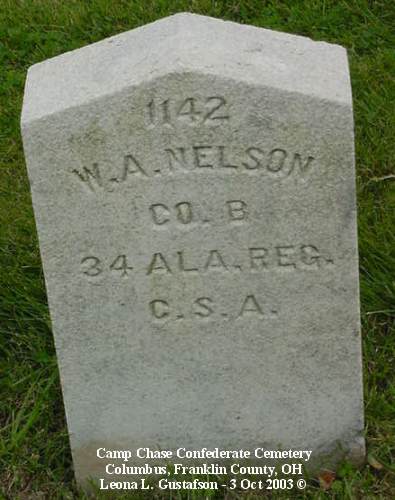 1142
W.A. NELSON
CO. B
34 ALA. REG.
C.S.A.
Camp Chase Confederate Cemetery
Columbus, Franklin County, OH
Leona L. Gustafson - 3 Oct 2003 ©